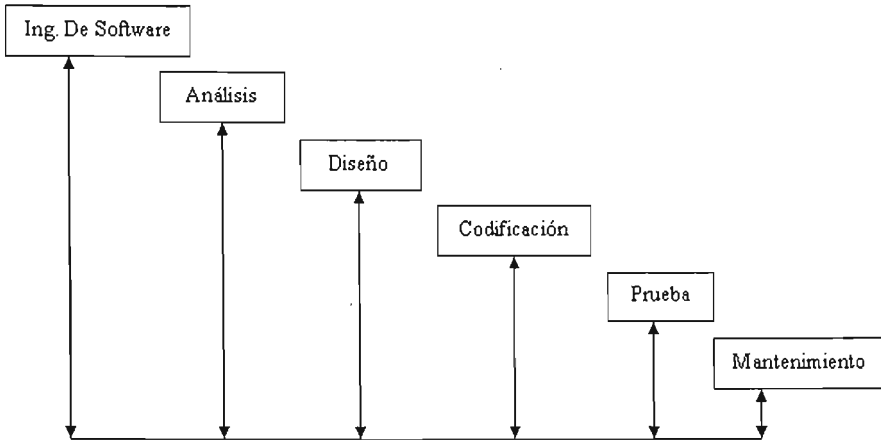 Ing. De Software
Análisis
Diseño
Codificación
Prueba
Mantenimiento